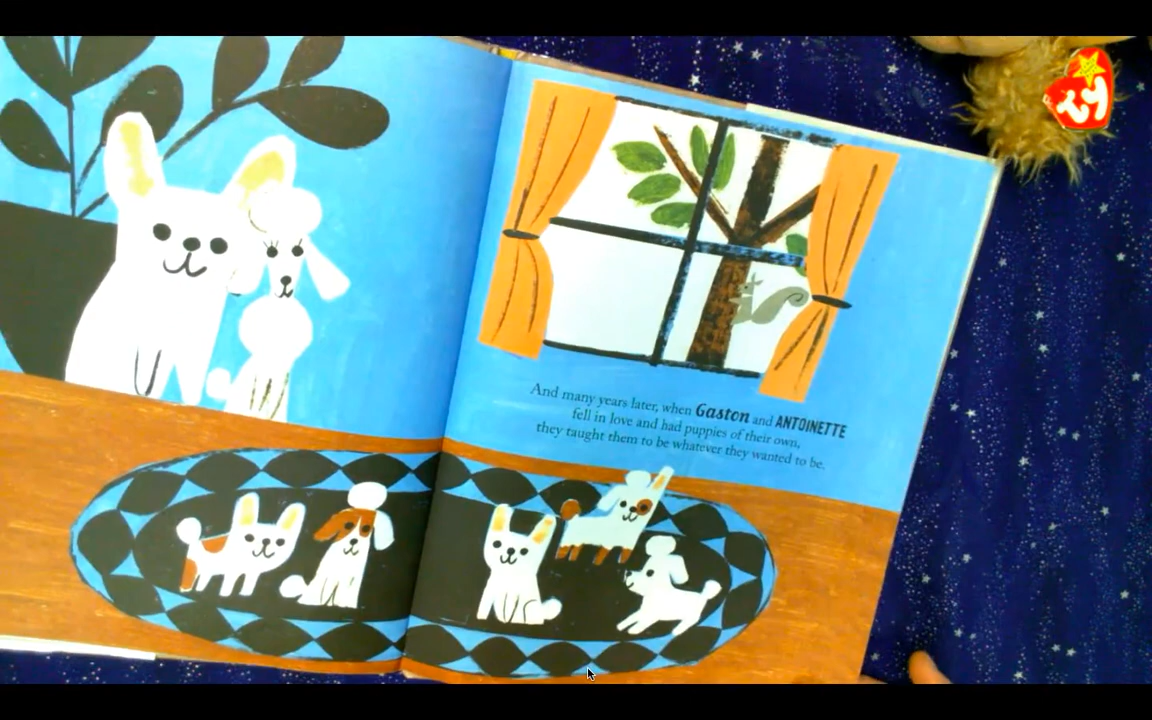 ty
And many years later, when Gaston and ANTOINETTE
fell in love and had puppies of their own,
they taught them to be whatever they wanted to be.